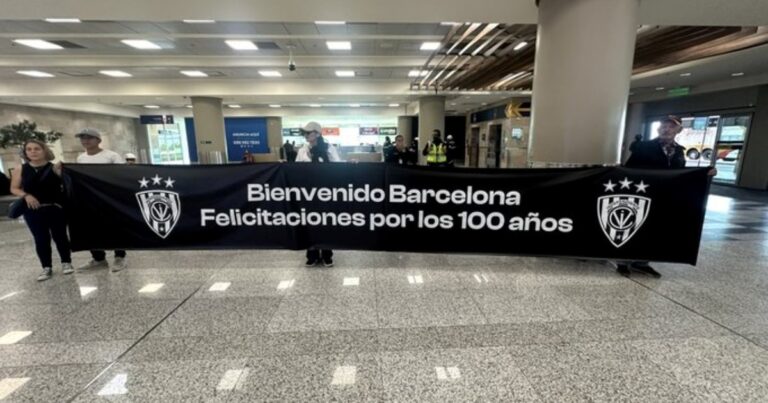 Bienvenido Barcelona
Felicitaciones por los 100 años